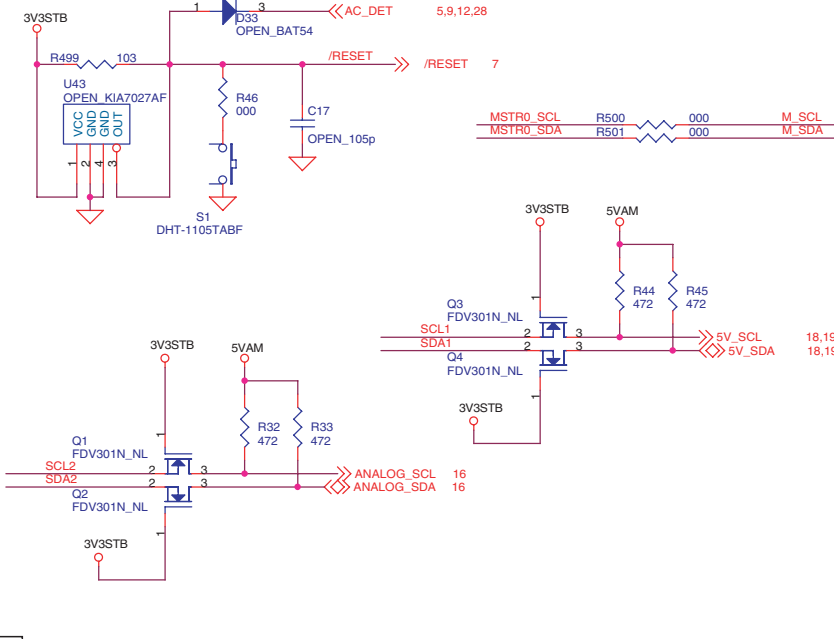 3V3STB
1
D33
3
OPEN_BAT54
AC_DET
5,9,12,28
R499
103
/RESET
/RESET
7
U43
OPEN_KIA7027AF
VCC
GND
GND
OUT
1
2
4
3
R46
000
C17
OPEN_105p
S1
DHT-1105TABF
MSTR0_SCL
R500
000
M_SCL
MSTR0_SDA
R501
000
M_SDA
3V3STB
5VAM
1
R44
472
R45
472
Q3
FDV301N_NL
SCL1
2
3
5V_SCL
18,19
SDA1
2
3
5V_SDA
18,19
Q4
FDV301N_NL
1
3V3STB
3V3STB
5VAM
1
R32
472
R33
472
Q1
FDV301N_NL
SCL2
2
3
ANALOG_SCL
16
SDA2
2
3
ANALOG_SDA
16
Q2
FDV301N_NL
1
3V3STB